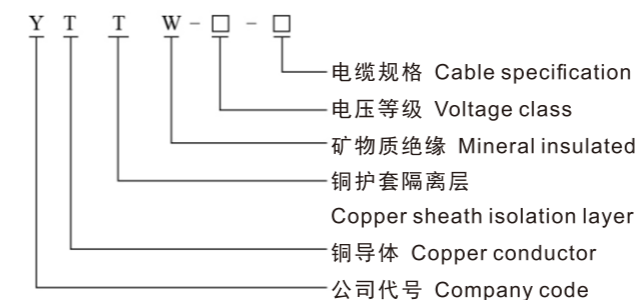 Y T T W - □ - □
电缆规格 Cable specification
电压等级 Voltage class
矿物质绝缘 Mineral insulated
铜护套隔离层
Copper sheath isolation layer
铜导体 Copper conductor
公司代号 Company code